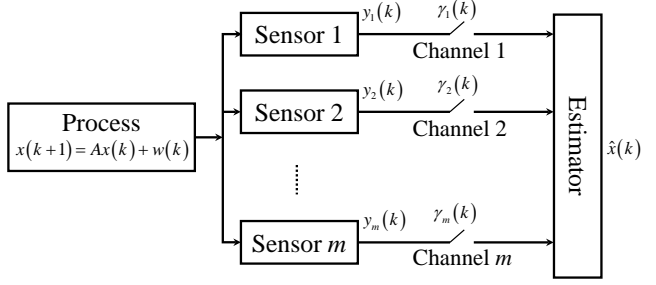 Process
x(k+1) = Ax(k) + w(k)
Sensor 1
y₁(k)
γ₁(k)
Channel 1
Sensor 2
y₂(k)
γ₂(k)
Channel 2
Sensor m
yₘ(k)
γₘ(k)
Channel m
Estimator
x̂(k)